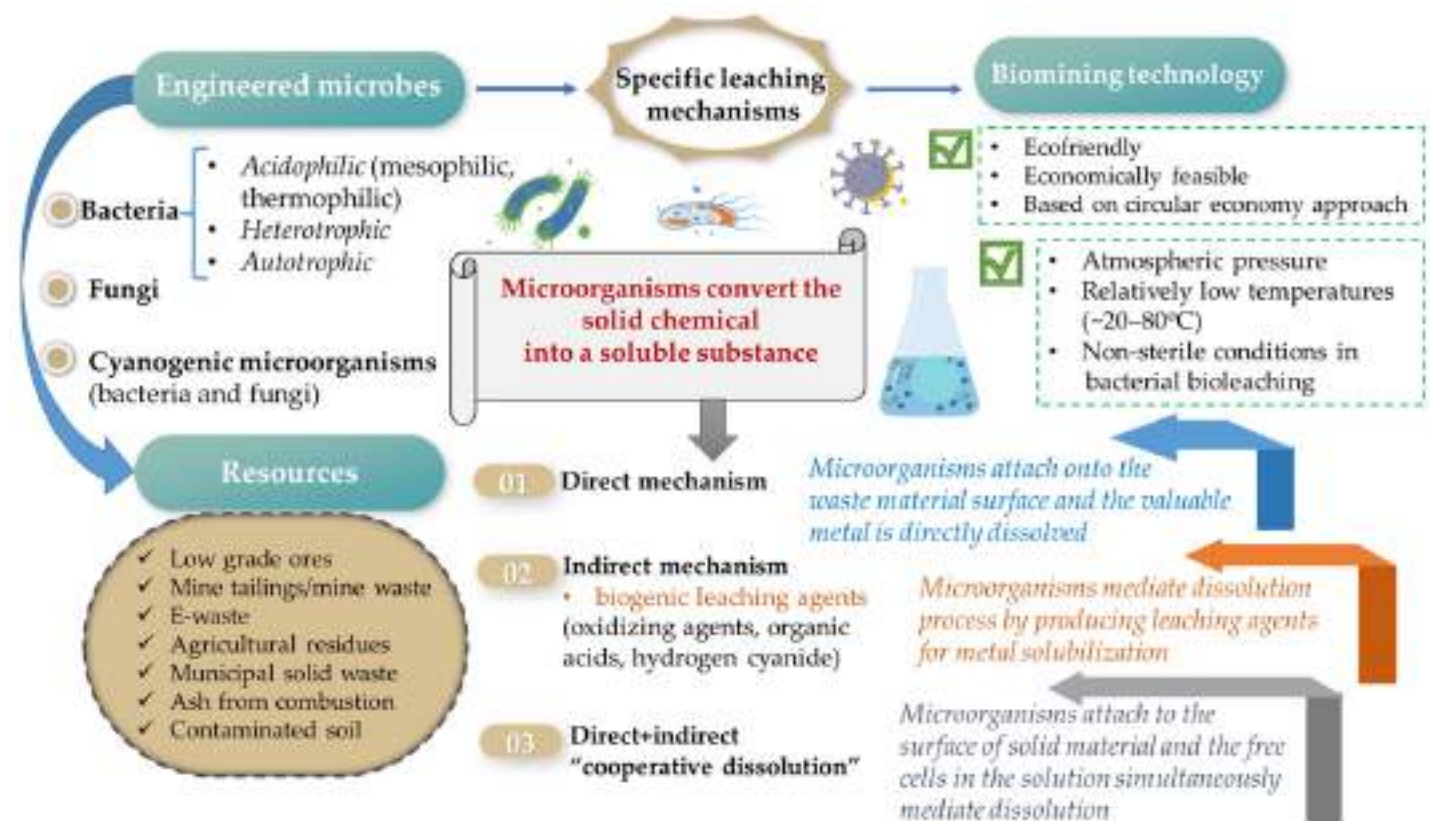 Engineered microbes
Specific leaching
mechanisms
Biomining technology
Bacteria
• Acidophilic (mesophilic,
thermophilic)
• Heterotrophic
• Autotrophic
Fungi
Cyanogenic microorganisms
(bacteria and fungi)
Microorganisms convert the
solid chemical
into a soluble substance
• Ecofriendly
• Economically feasible
• Based on circular economy approach
• Atmospheric pressure
• Relatively low temperatures
(~20–80ºC)
• Non-sterile conditions in
bacterial bioleaching
Resources
✓ Low grade ores
✓ Mine tailings/mine waste
✓ E-waste
✓ Agricultural residues
✓ Municipal solid waste
✓ Ash from combustion
✓ Contaminated soil
01 Direct mechanism
Microorganisms attach onto the
waste material surface and the valuable
metal is directly dissolved
02 Indirect mechanism
• biogenic leaching agents
(oxidizing agents, organic
acids, hydrogen cyanide)
Microorganisms mediate dissolution
process by producing leaching agents
for metal solubilization
03 Direct+indirect
"cooperative dissolution"
Microorganisms attach to the
surface of solid material and the free
cells in the solution simultaneously
mediate dissolution